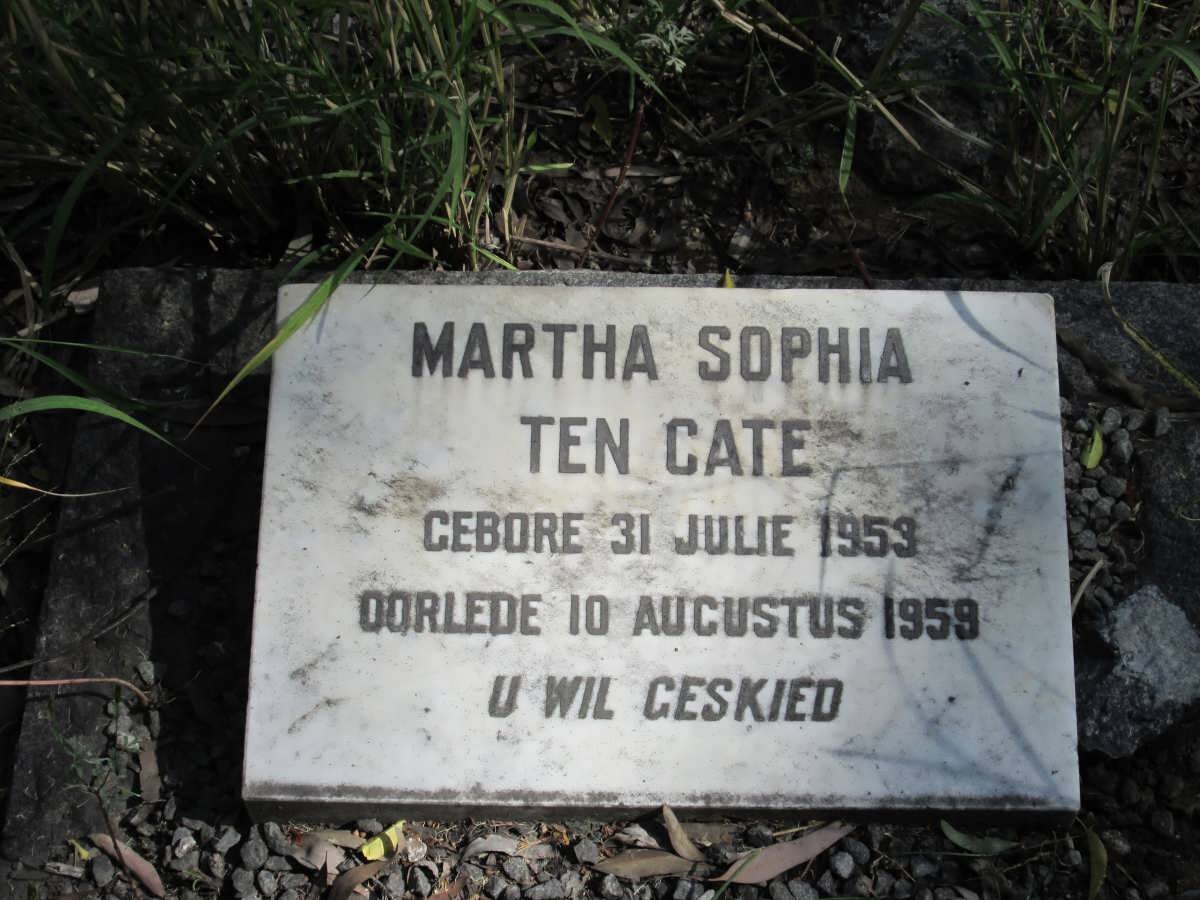 MARTHA SOPHIA
TEN CATE
GEBORE 31 JULIE 1953
OORLEDE 10 AUGUSTUS 1959
U WIL GESKIED